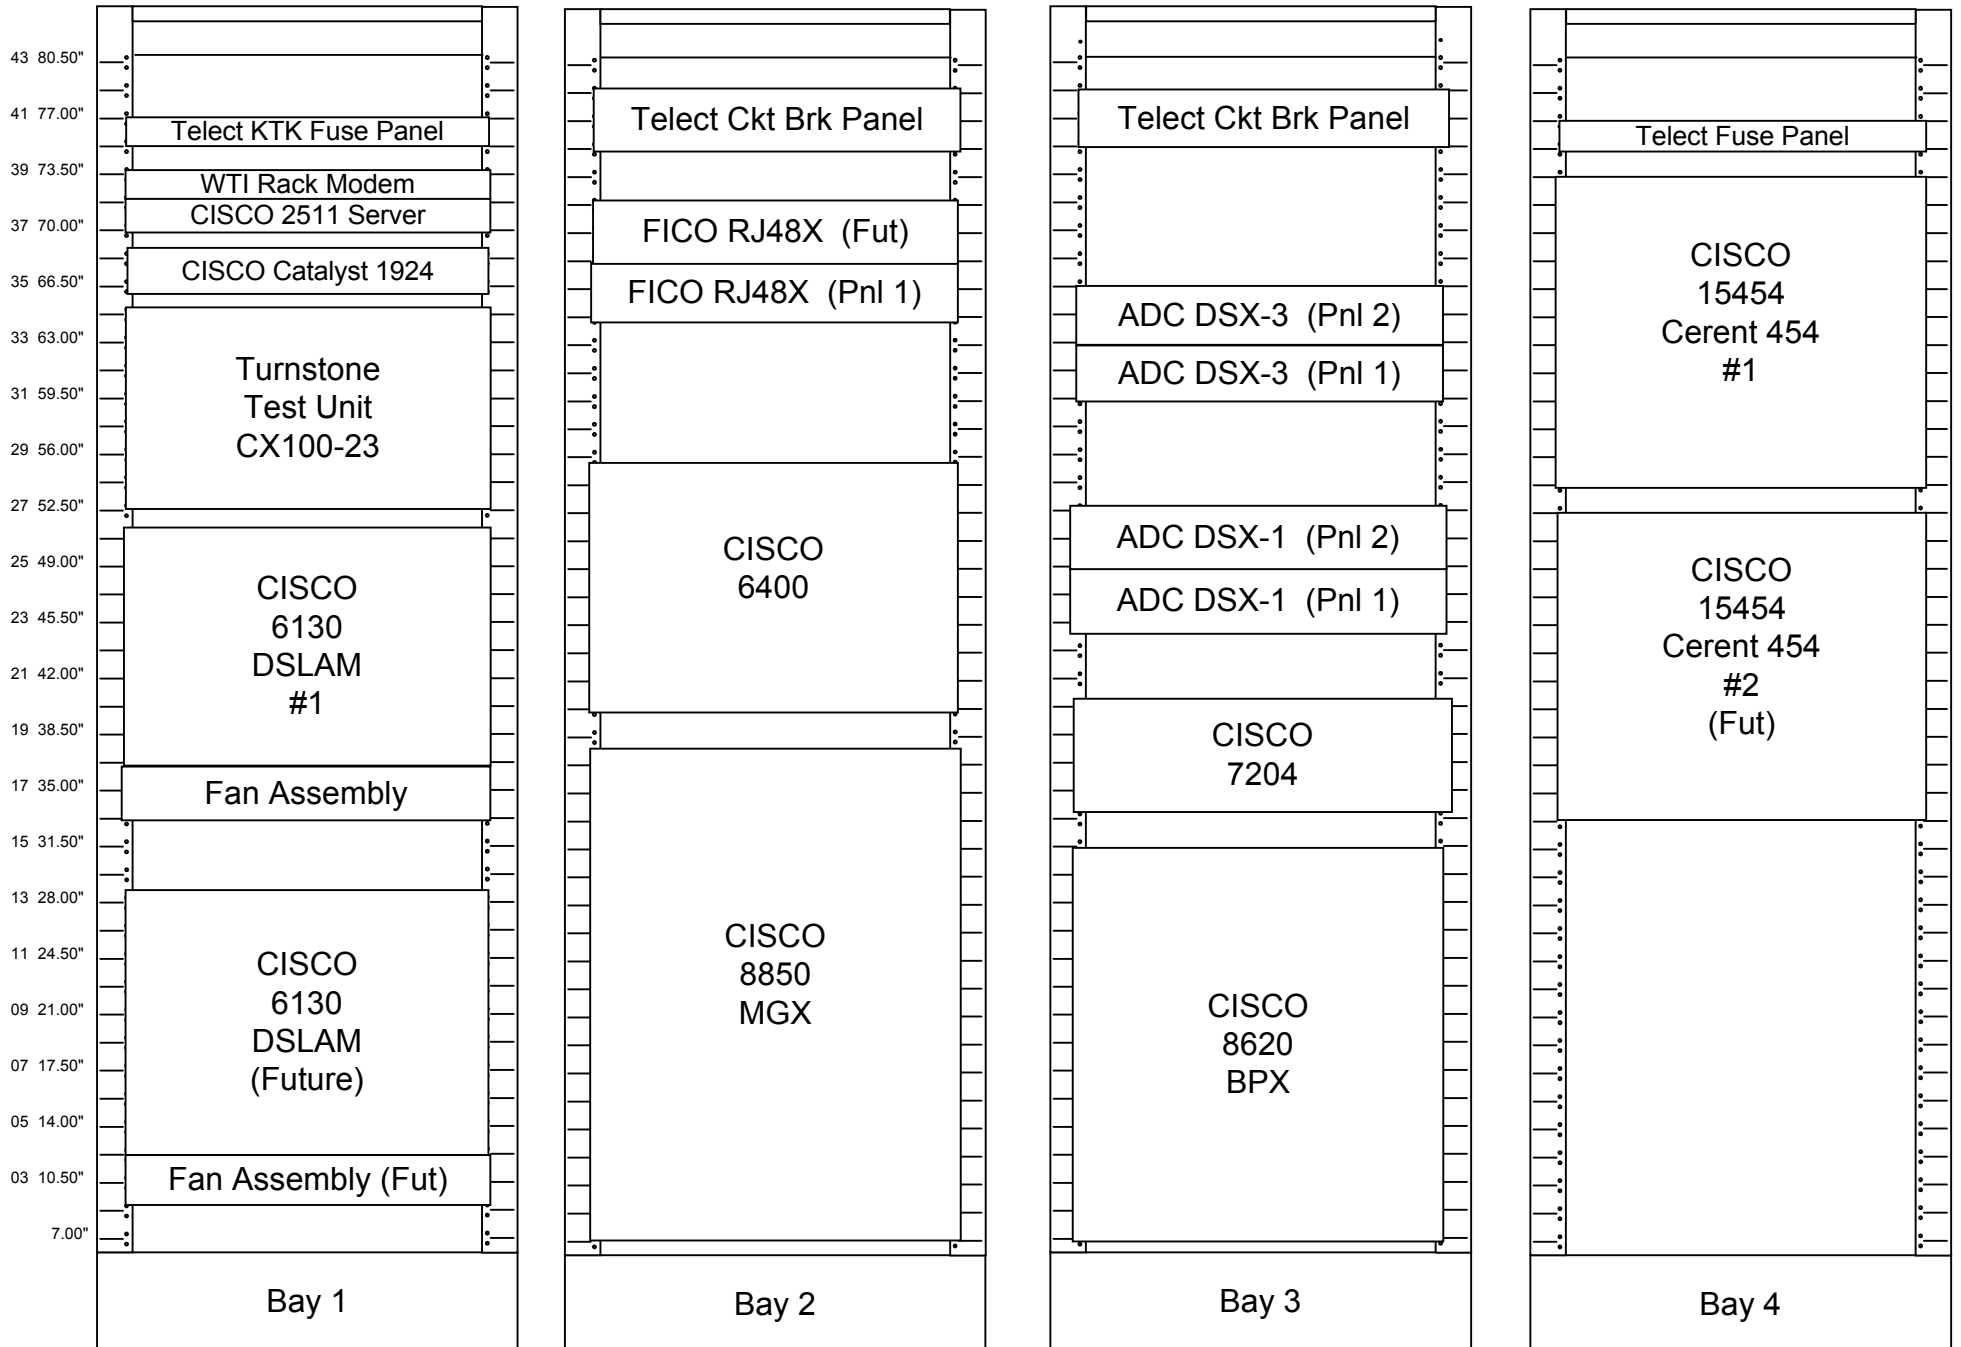 43 80.50"
41 77.00"
39 73.50"
37 70.00"
35 66.50"
33 63.00"
31 59.50"
29 56.00"
27 52.50"
25 49.00"
23 45.50"
21 42.00"
19 38.50"
17 35.00"
15 31.50"
13 28.00"
11 24.50"
09 21.00"
07 17.50"
05 14.00"
03 10.50"
7.00"
Telect KTK Fuse Panel
WTI Rack Modem
CISCO 2511 Server
CISCO Catalyst 1924
Turnstone
Test Unit
CX100-23
CISCO
6130
DSLAM
#1
Fan Assembly
CISCO
6130
DSLAM
(Future)
Fan Assembly (Fut)
Bay 1
Telect Ckt Brk Panel
FICO RJ48X (Fut)
FICO RJ48X (Pnl 1)
CISCO
6400
CISCO
8850
MGX
Bay 2
Telect Ckt Brk Panel
ADC DSX-3 (Pnl 2)
ADC DSX-3 (Pnl 1)
ADC DSX-1 (Pnl 2)
ADC DSX-1 (Pnl 1)
CISCO
7204
CISCO
8620
BPX
Bay 3
Telect Fuse Panel
CISCO
15454
Cerent 454
#1
CISCO
15454
Cerent 454
#2
(Fut)
Bay 4